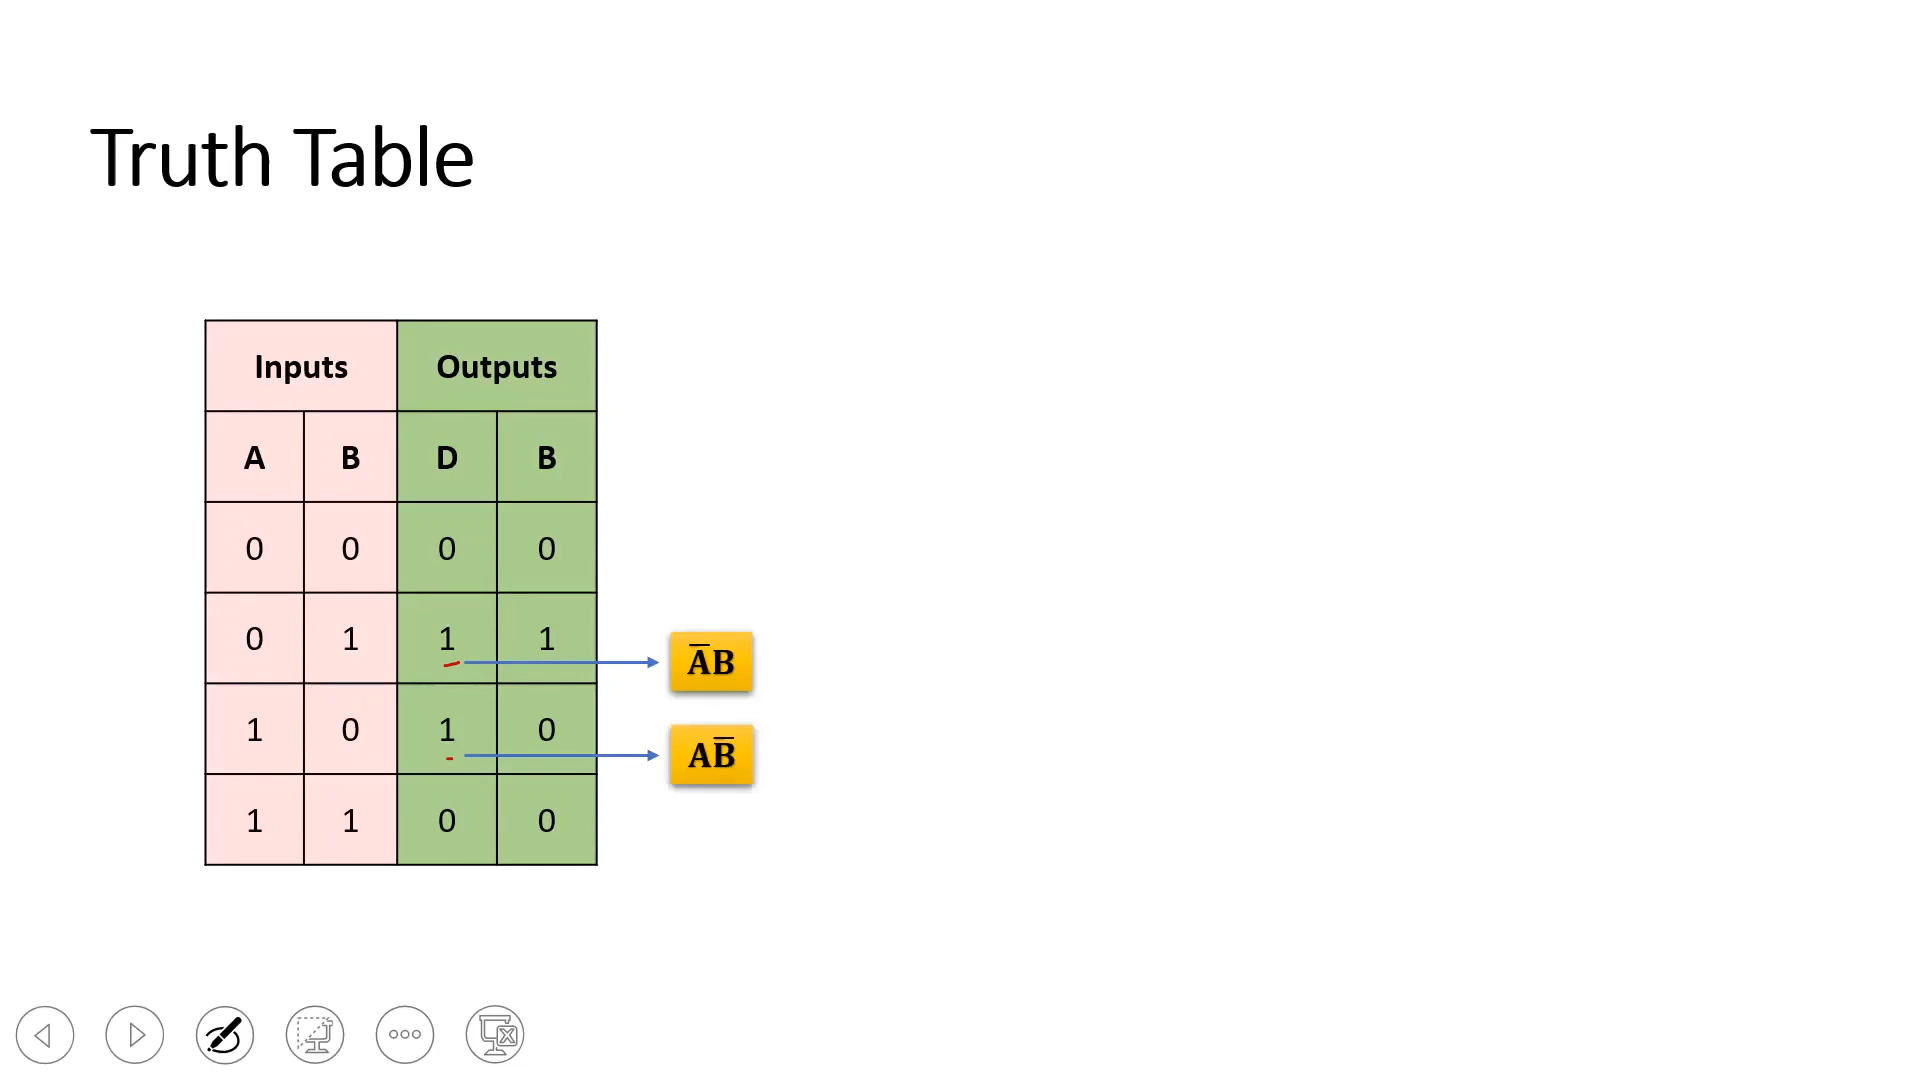 Truth Table
Inputs Outputs
A B D B
0 0 0 0
0 1 1 1
A̅B
1 0 1 0
AB̅
1 1 0 0